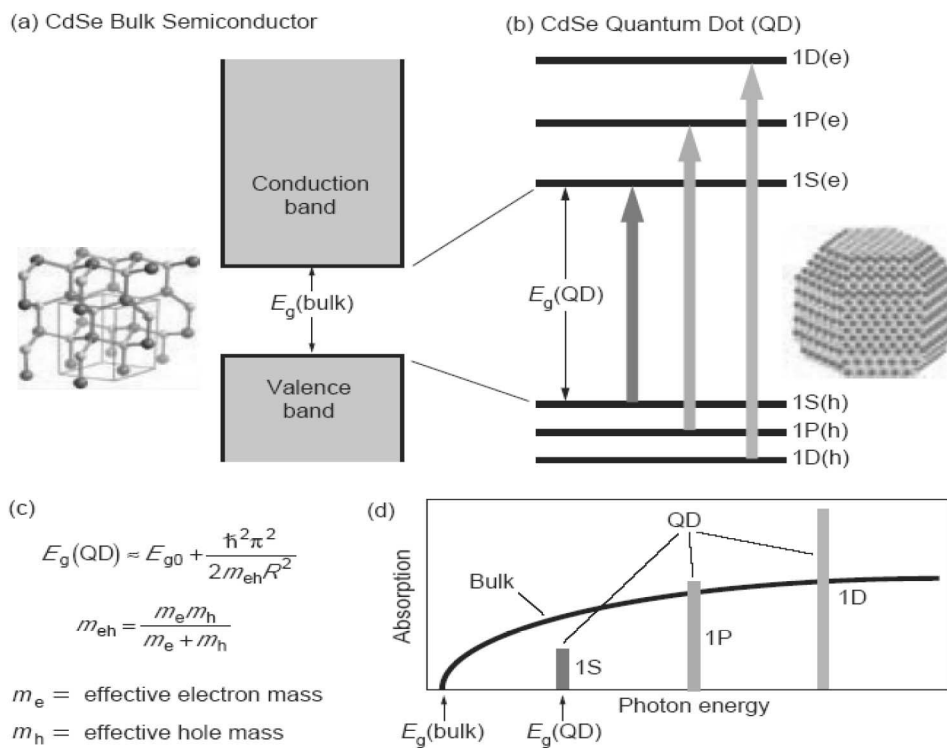 (a) CdSe Bulk Semiconductor
Conduction
band
E_g(bulk)
Valence
band
(b) CdSe Quantum Dot (QD)
1D(e)
1P(e)
1S(e)
E_g(QD)
1S(h)
1P(h)
1D(h)
(c)
E_g(QD) ≈ E_g0 + ℏ²π² / 2m_ehR²
m_eh = m_e m_h / m_e + m_h
m_e = effective electron mass
m_h = effective hole mass
(d)
Absorption
QD
Bulk
1S
1P
1D
Photon energy
E_g(bulk)
E_g(QD)